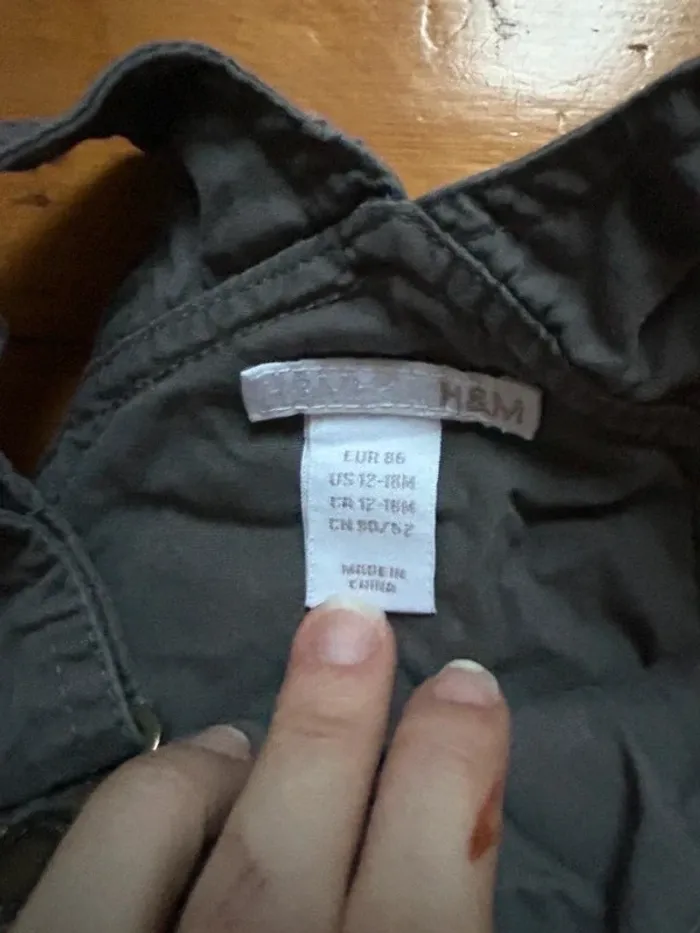 H&M H&M
EUR 86
US 12-18M
CA 12-18M
CN 90/52
MADE IN
CHINA